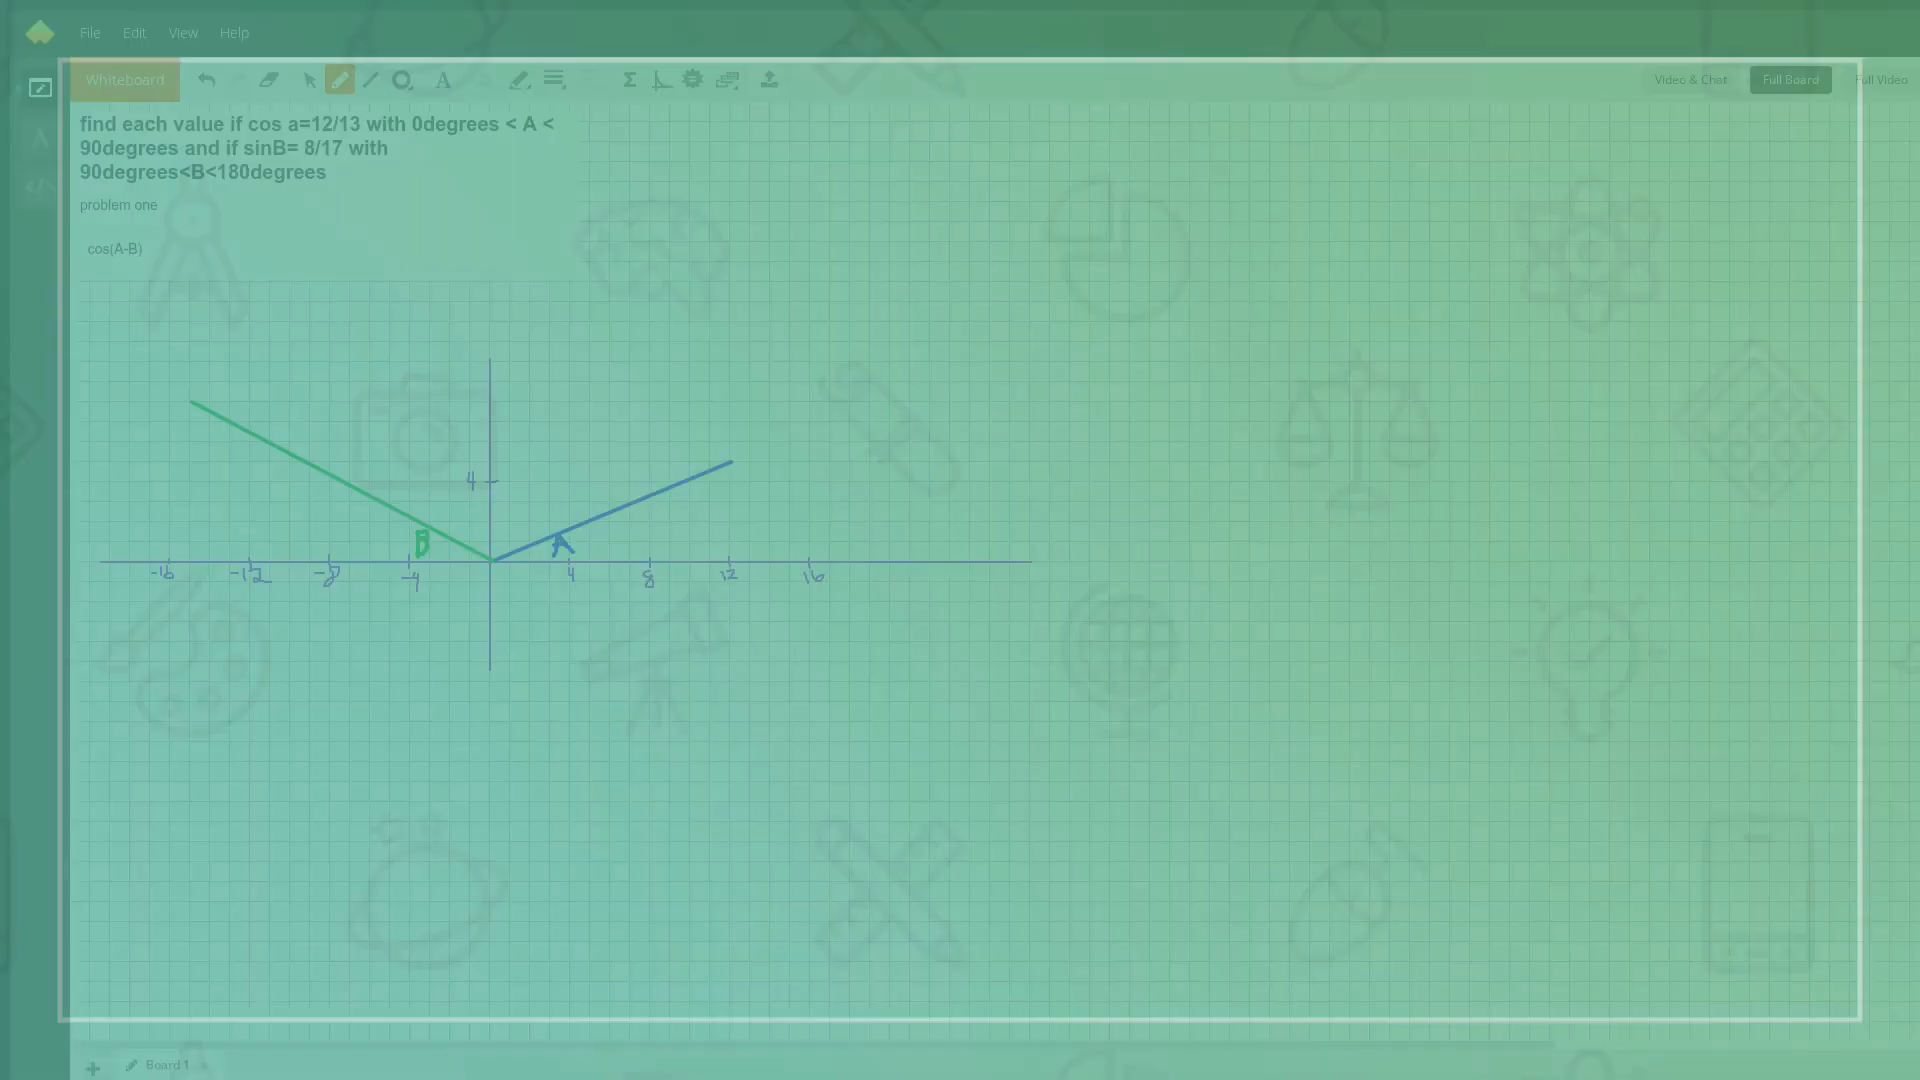 File Edit View Help
Whiteboard A Σ Video & Chat Full Board Full Video
find each value if cos a=12/13 with 0degrees < A <
90degrees and if sinB= 8/17 with
90degrees<B<180degrees
problem one
cos(A-B)
4
B A
-16 -12 -8 -4 4 8 12 16
Board 1